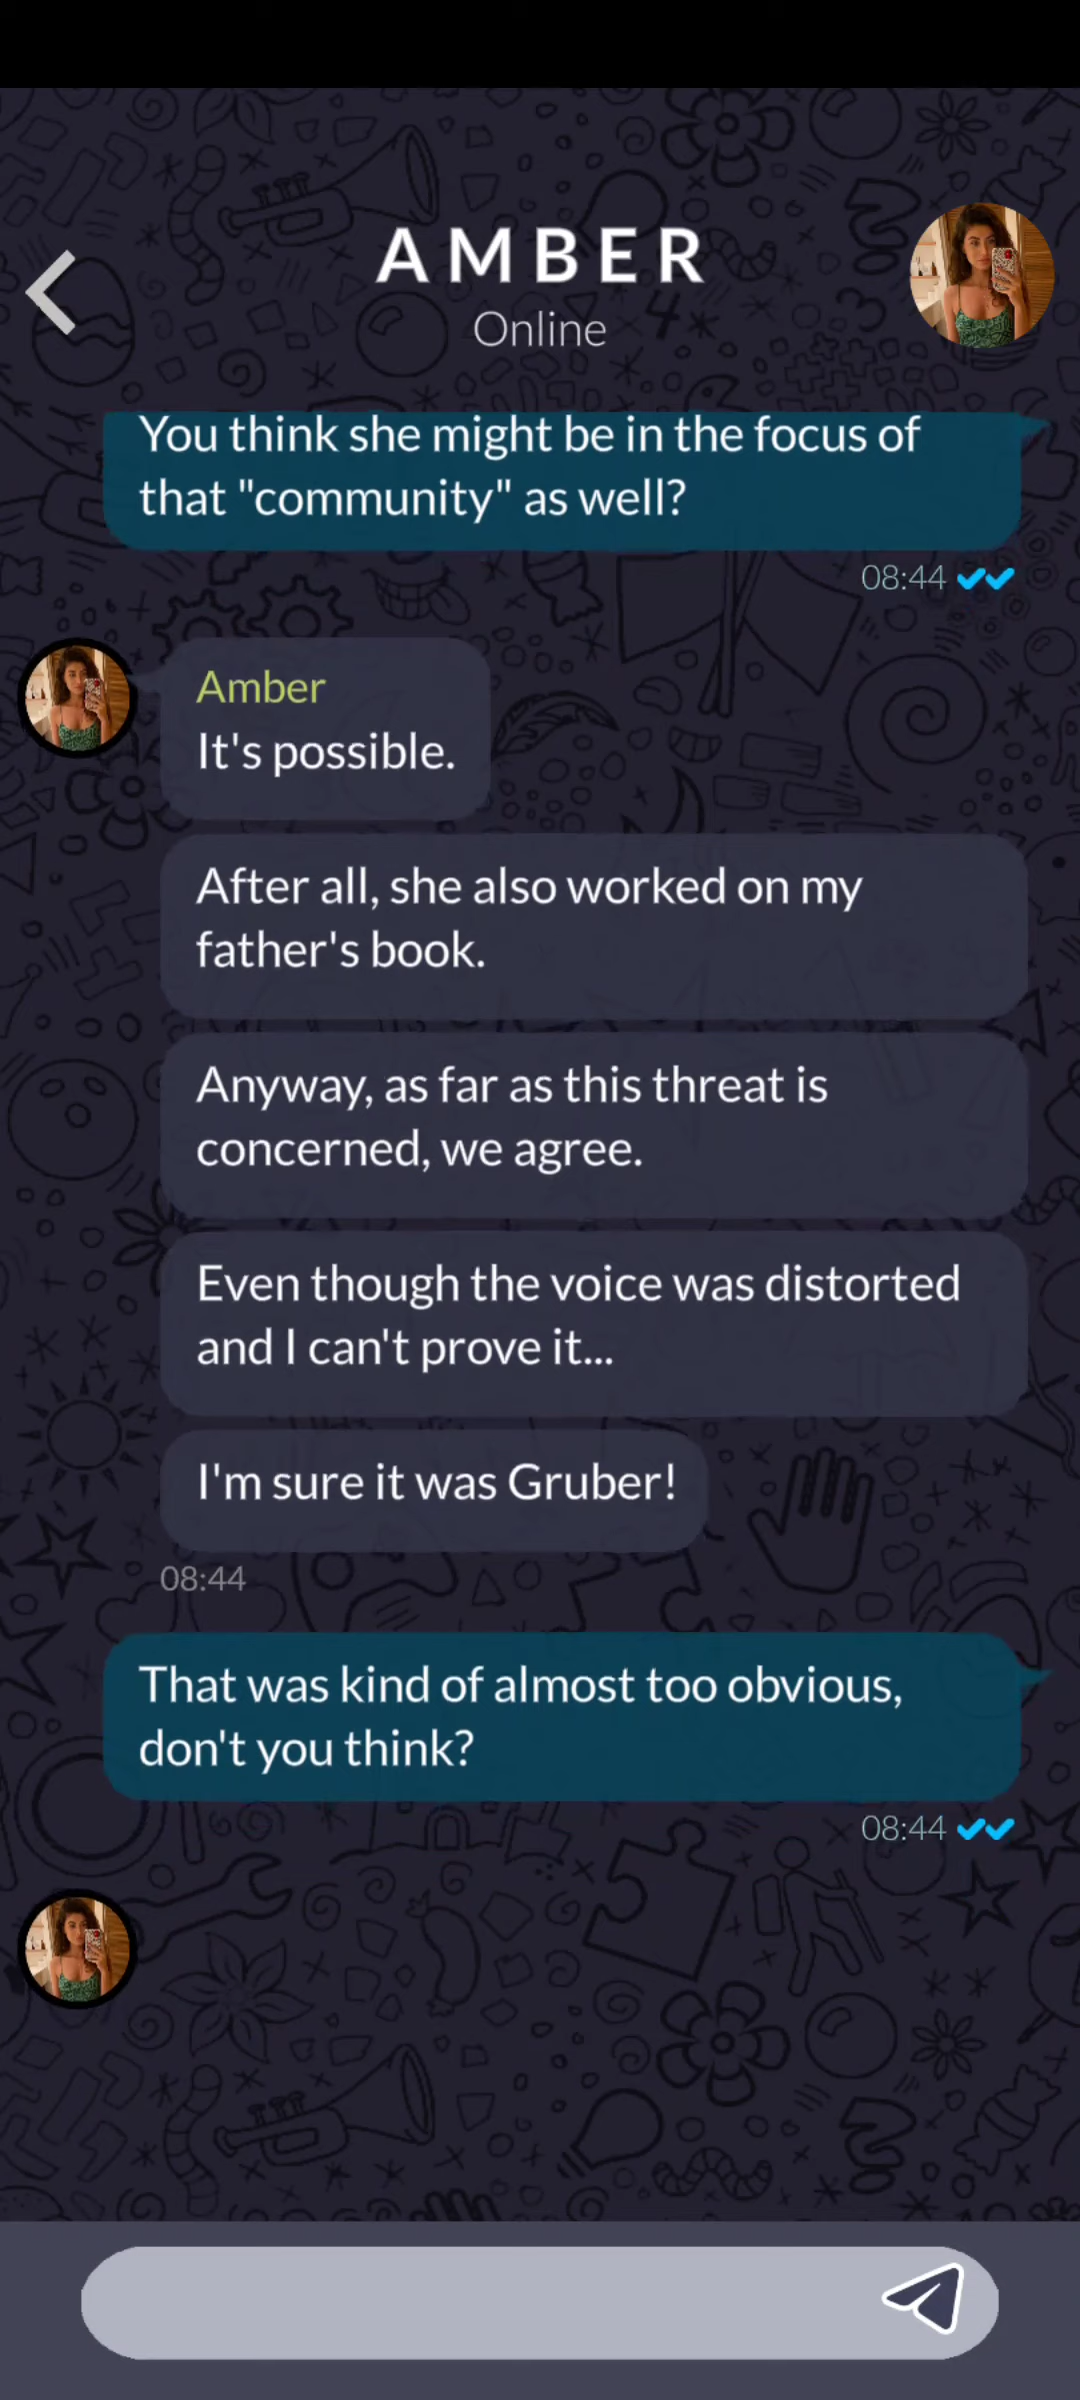 AMBER
Online
You think she might be in the focus of
that "community" as well?
08:44
Amber
It's possible.
After all, she also worked on my
father's book.
Anyway, as far as this threat is
concerned, we agree.
Even though the voice was distorted
and I can't prove it...
I'm sure it was Gruber!
08:44
That was kind of almost too obvious,
don't you think?
08:44